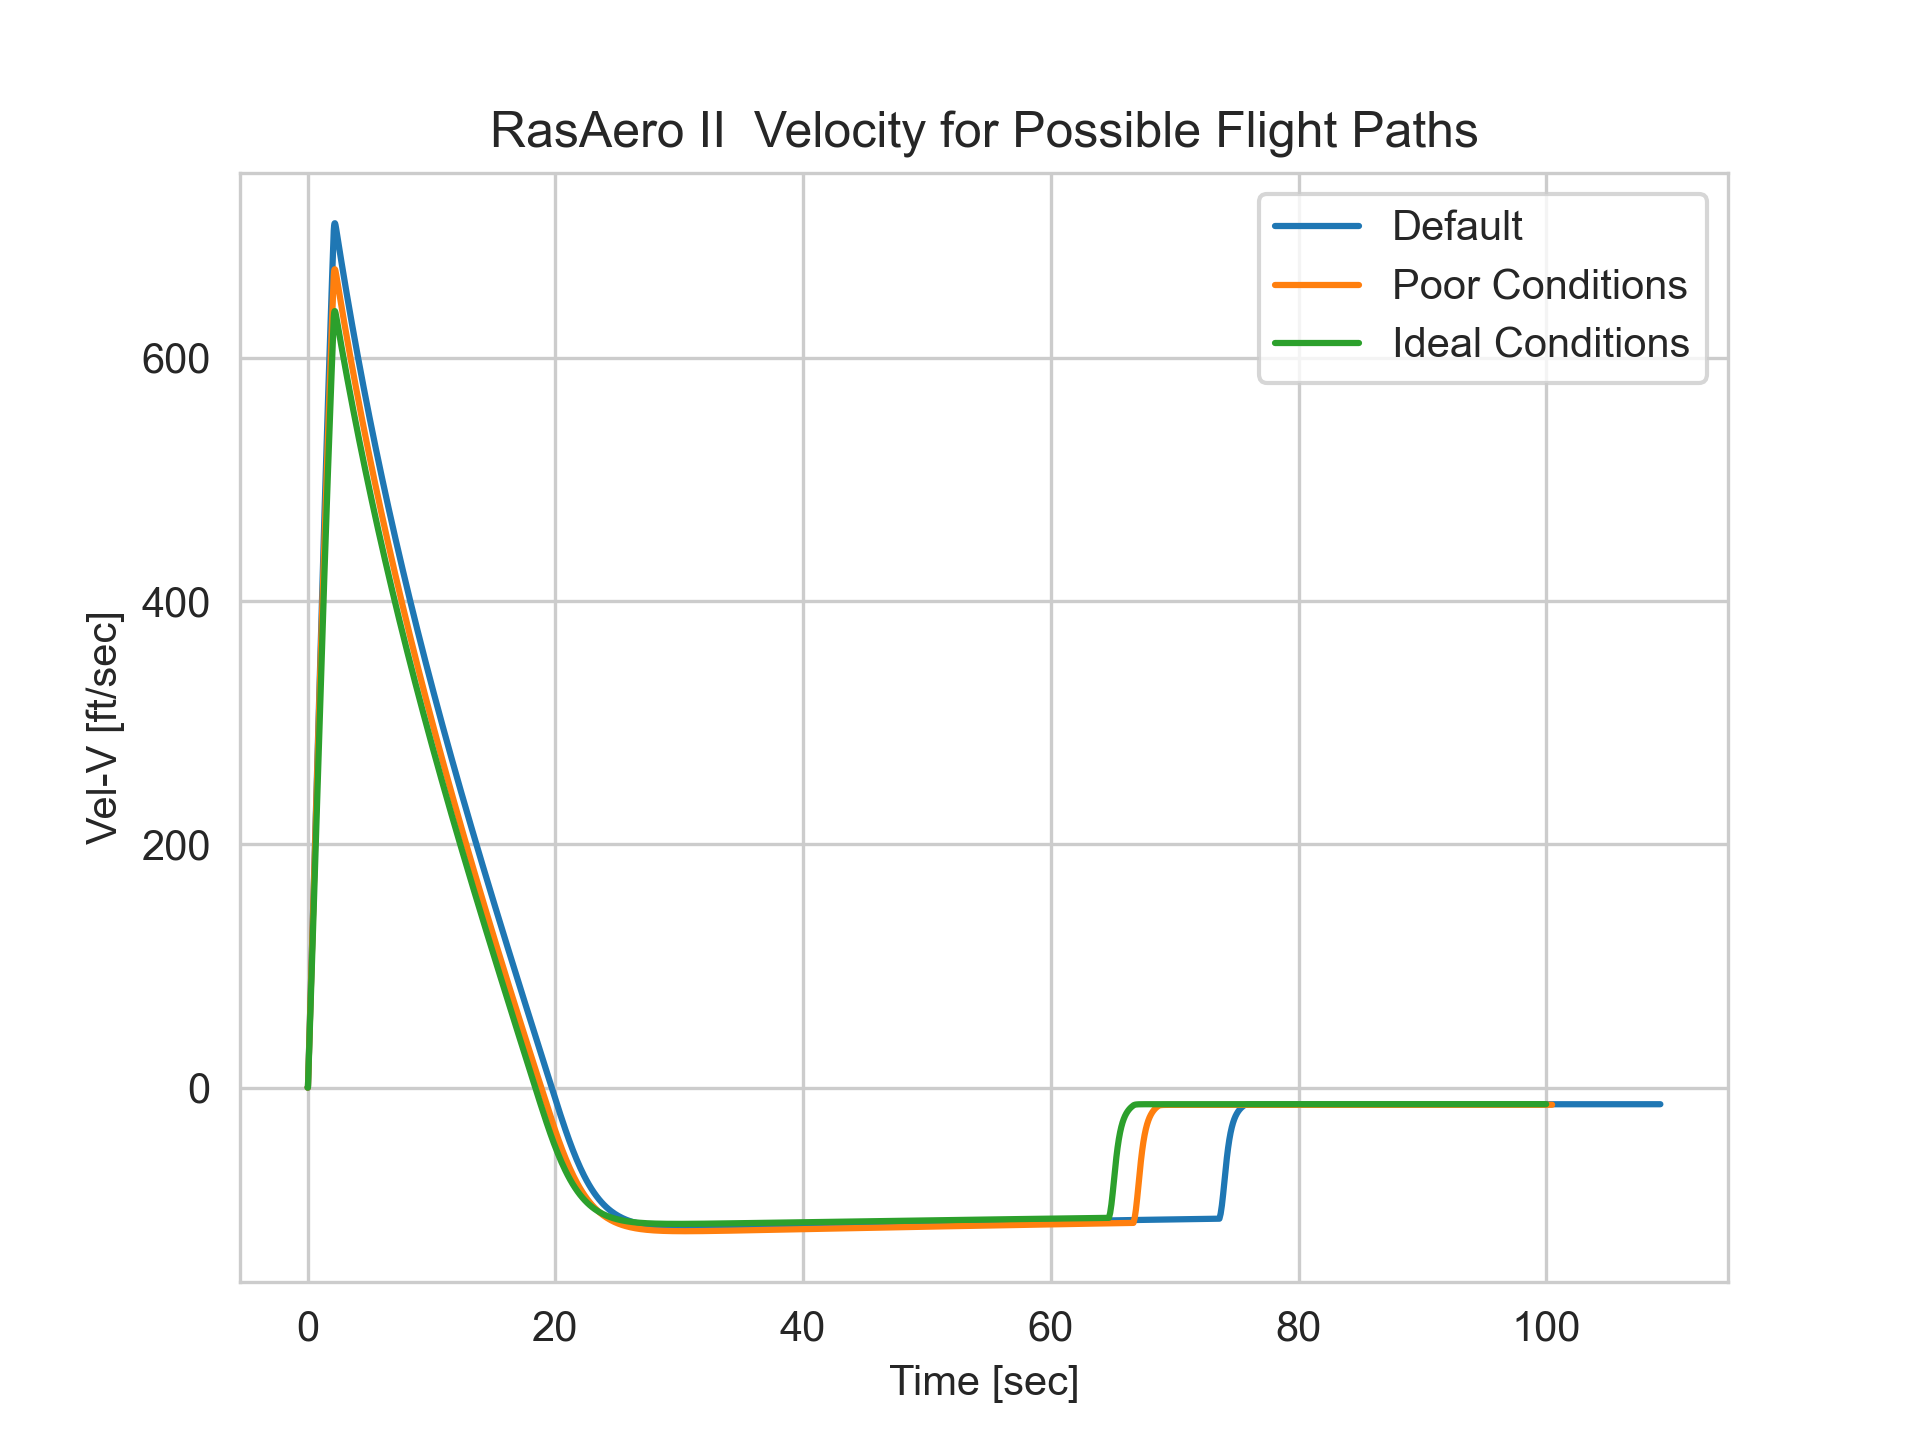 RasAero II  Velocity for Possible Flight Paths
Default
Poor Conditions
Ideal Conditions
600
400
200
0
Vel-V [ft/sec]
0 20 40 60 80 100
Time [sec]